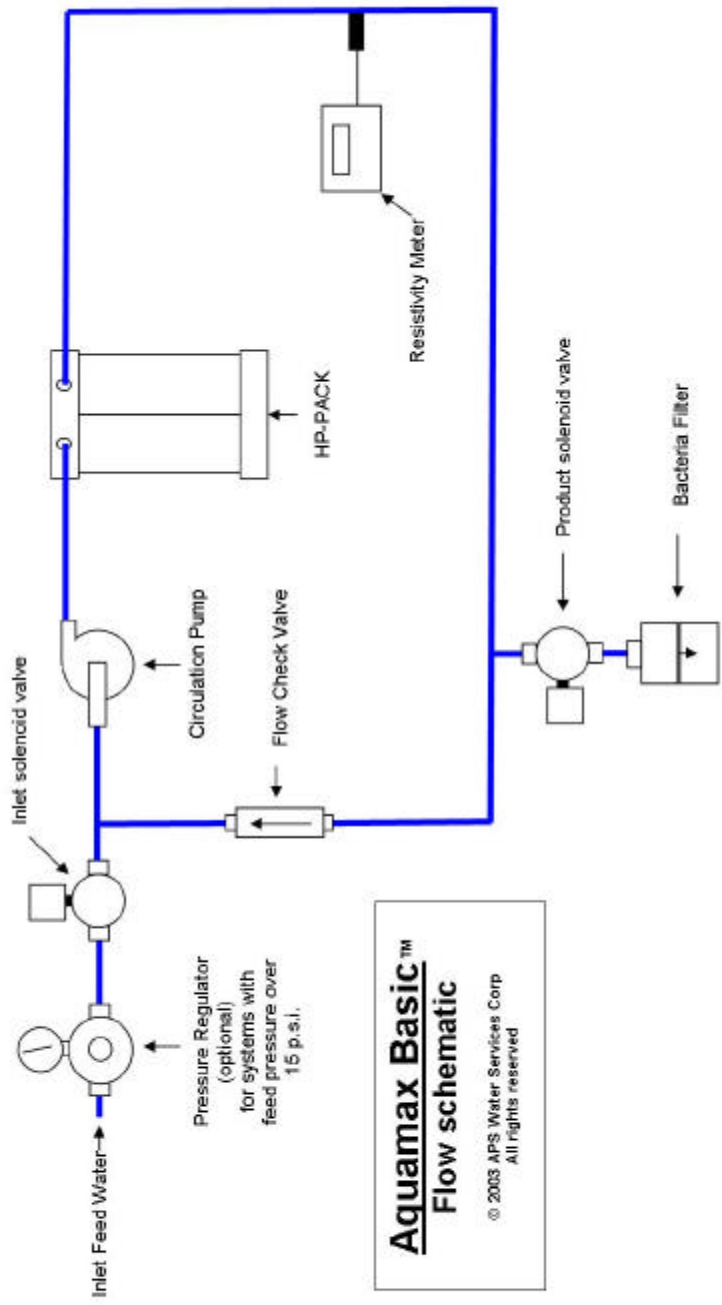 Inlet Feed Water
Pressure Regulator
(optional)
for systems with
feed pressure over
15 p.s.i.
Inlet solenoid valve
Circulation Pump
Flow Check Valve
HP-PACK
Resistivity Meter
Product solenoid valve
Bacteria Filter
Aquamax Basic™
Flow schematic
© 2003 APS Water Services Corp
All rights reserved